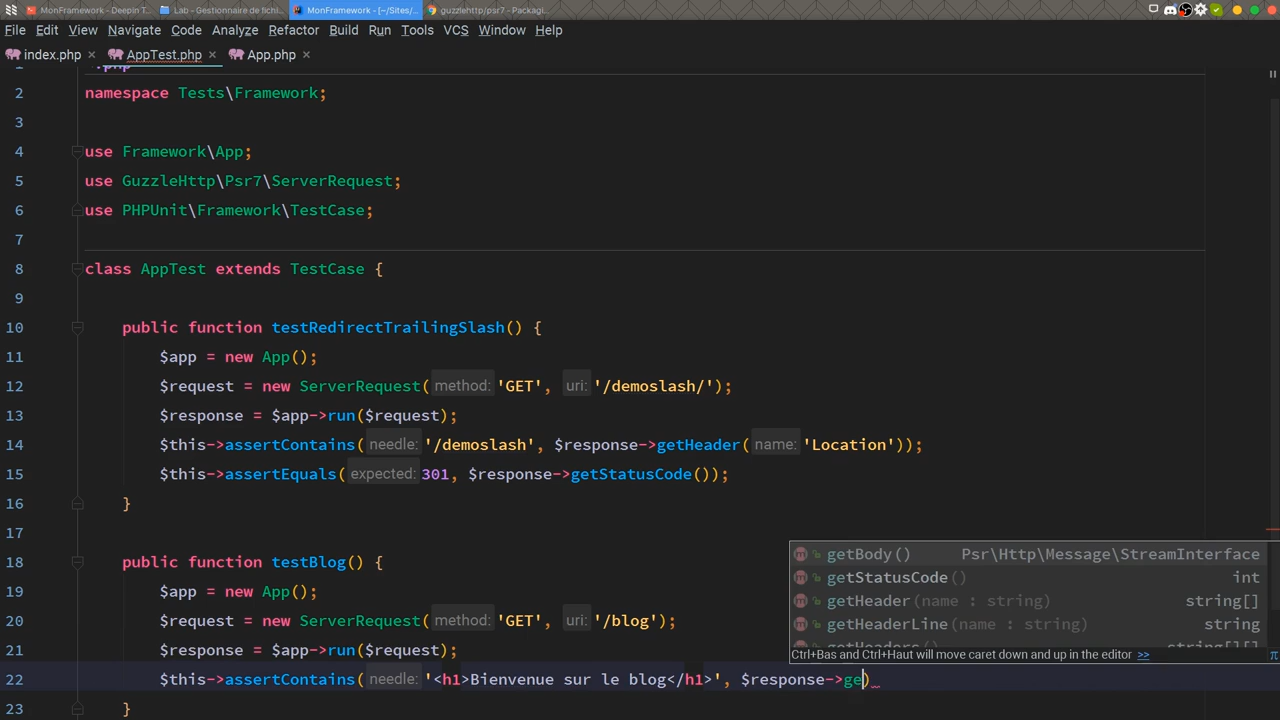 MonFramework - Deepin T...
Lab - Gestionnaire de fichi...
MonFramework - [~/Sites/...
guzzlehttp/psr7 - Packagi...
File Edit View Navigate Code Analyze Refactor Build Run Tools VCS Window Help
index.php AppTest.php App.php
2 namespace Tests\Framework;
3
4 use Framework\App;
5 use GuzzleHttp\Psr7\ServerRequest;
6 use PHPUnit\Framework\TestCase;
7
8 class AppTest extends TestCase {
9
10 public function testRedirectTrailingSlash() {
11 $app = new App();
12 $request = new ServerRequest( method: 'GET', uri: '/demoslash/');
13 $response = $app->run($request);
14 $this->assertContains( needle: '/demoslash', $response->getHeader( name: 'Location'));
15 $this->assertEquals( expected: 301, $response->getStatusCode());
16 }
17
18 public function testBlog() {
19 $app = new App();
20 $request = new ServerRequest( method: 'GET', uri: '/blog');
21 $response = $app->run($request);
22 $this->assertContains( needle: '<h1>Bienvenue sur le blog</h1>', $response->ge)
23 }
getBody() Psr\Http\Message\StreamInterface
getStatusCode() int
getHeader(name : string) string[]
getHeaderLine(name : string) string
getHeaders() string[][]
Ctrl+Bas and Ctrl+Haut will move caret down and up in the editor >>